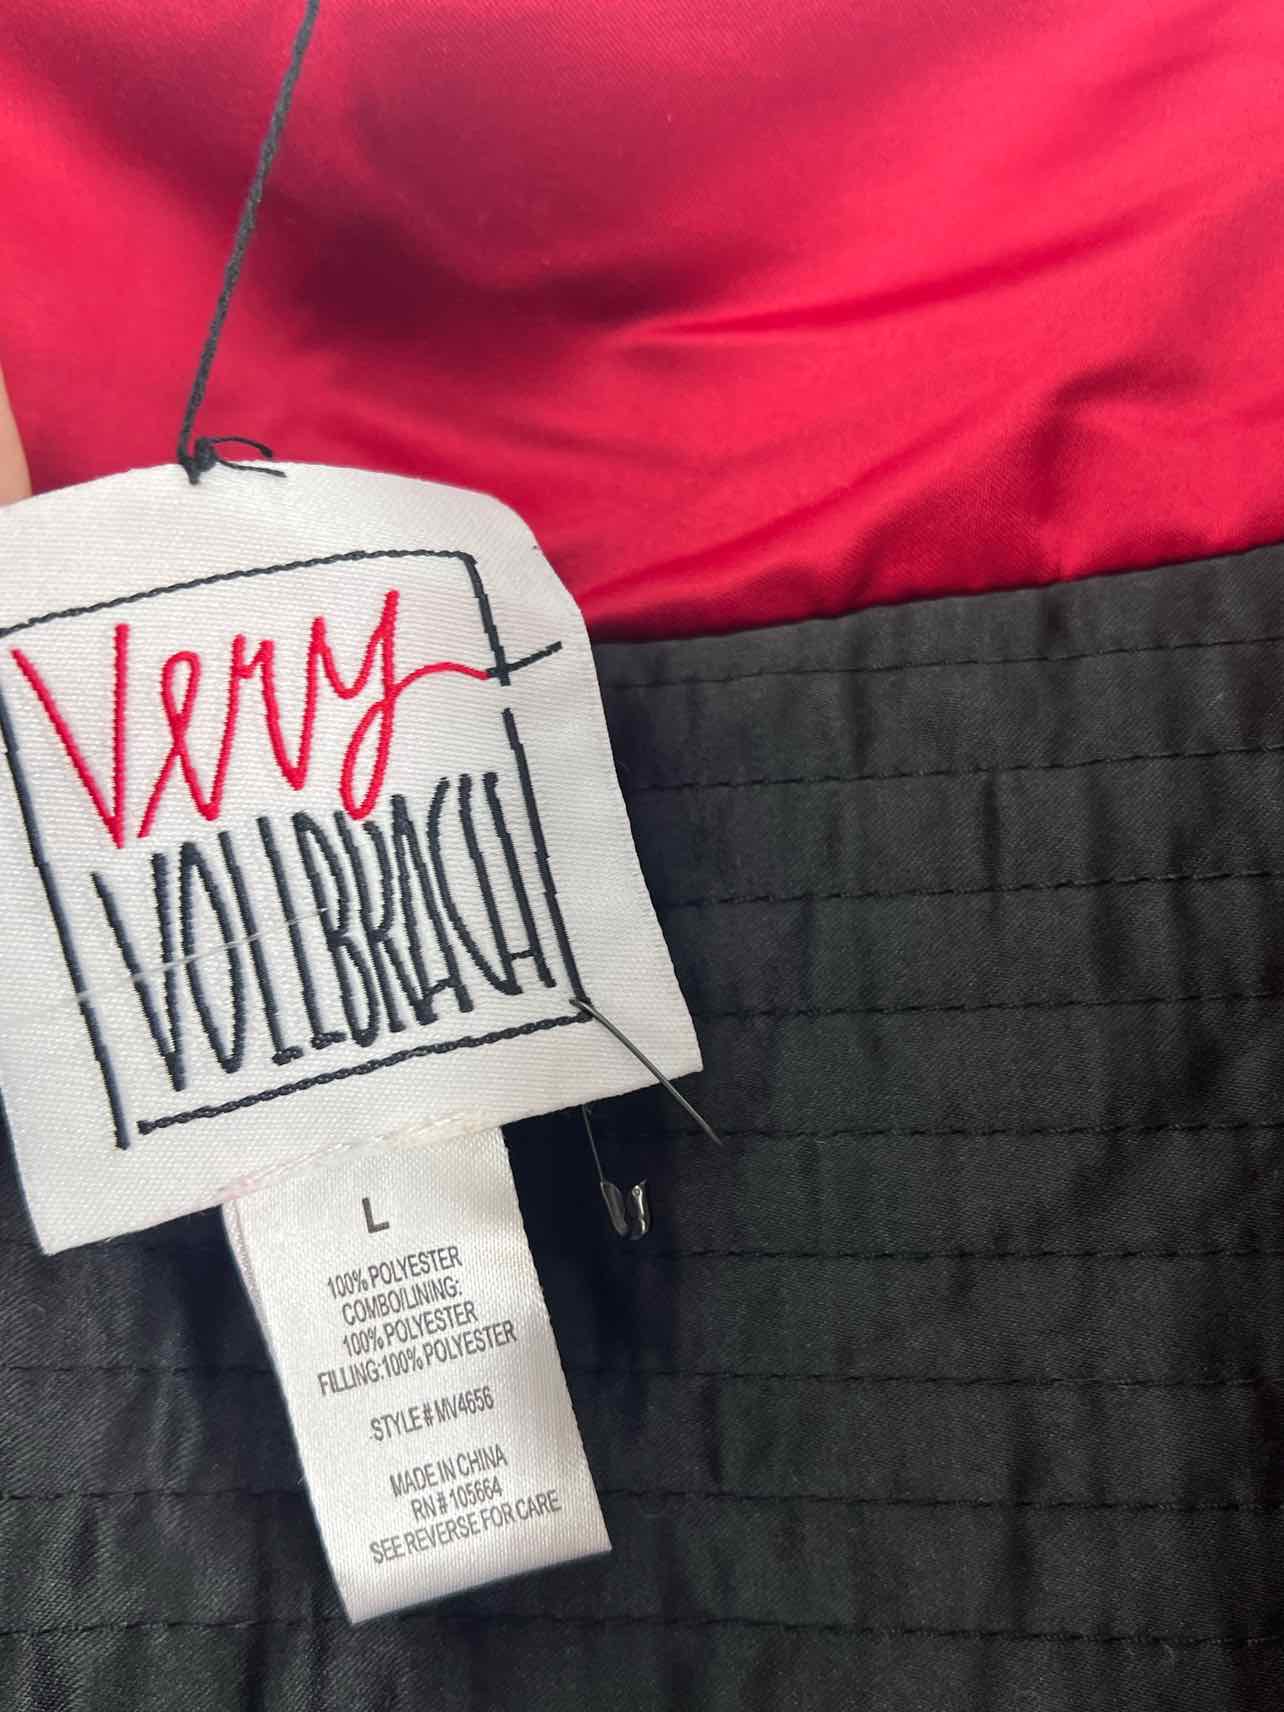 Very
VOLLBRACH
L
100% POLYESTER
COMBO/LINING:
100% POLYESTER
FILLING:100% POLYESTER
STYLE# MV4656
MADE IN CHINA
RN# 105664
SEE REVERSE FOR CARE